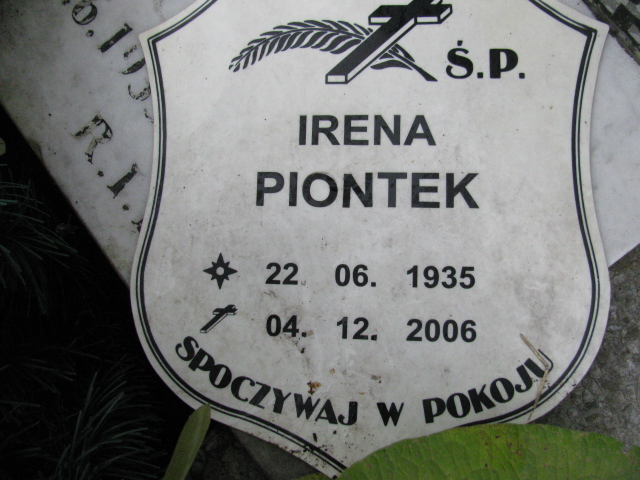 Ś.P.
IRENA
PIONTEK
22 06. 1935
04. 12. 2006
SPOCZYWAJ W POKOJU
R. I.